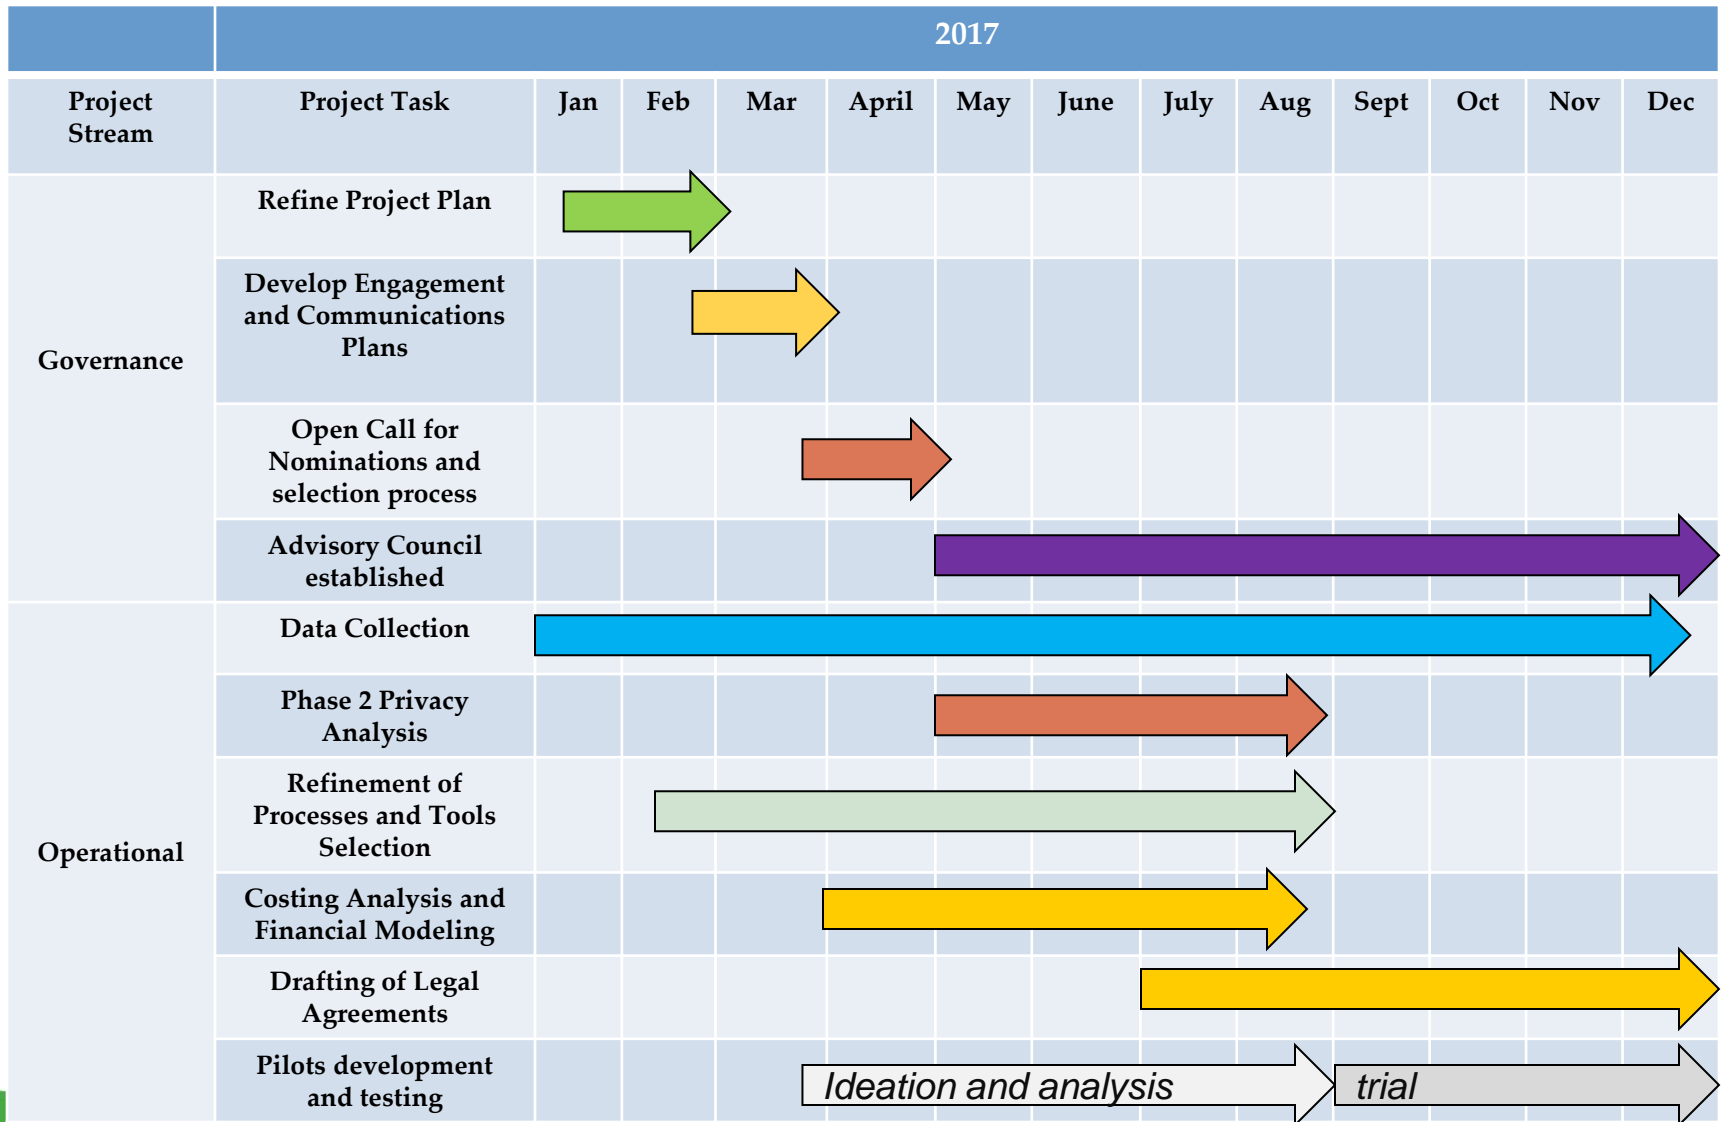 2017
Project
Stream
Project Task
Jan
Feb
Mar
April
May
June
July
Aug
Sept
Oct
Nov
Dec
Governance
Refine Project Plan
Develop Engagement
and Communications
Plans
Open Call for
Nominations and
selection process
Advisory Council
established
Operational
Data Collection
Phase 2 Privacy
Analysis
Refinement of
Processes and Tools
Selection
Costing Analysis and
Financial Modeling
Drafting of Legal
Agreements
Pilots development
and testing
Ideation and analysis
trial